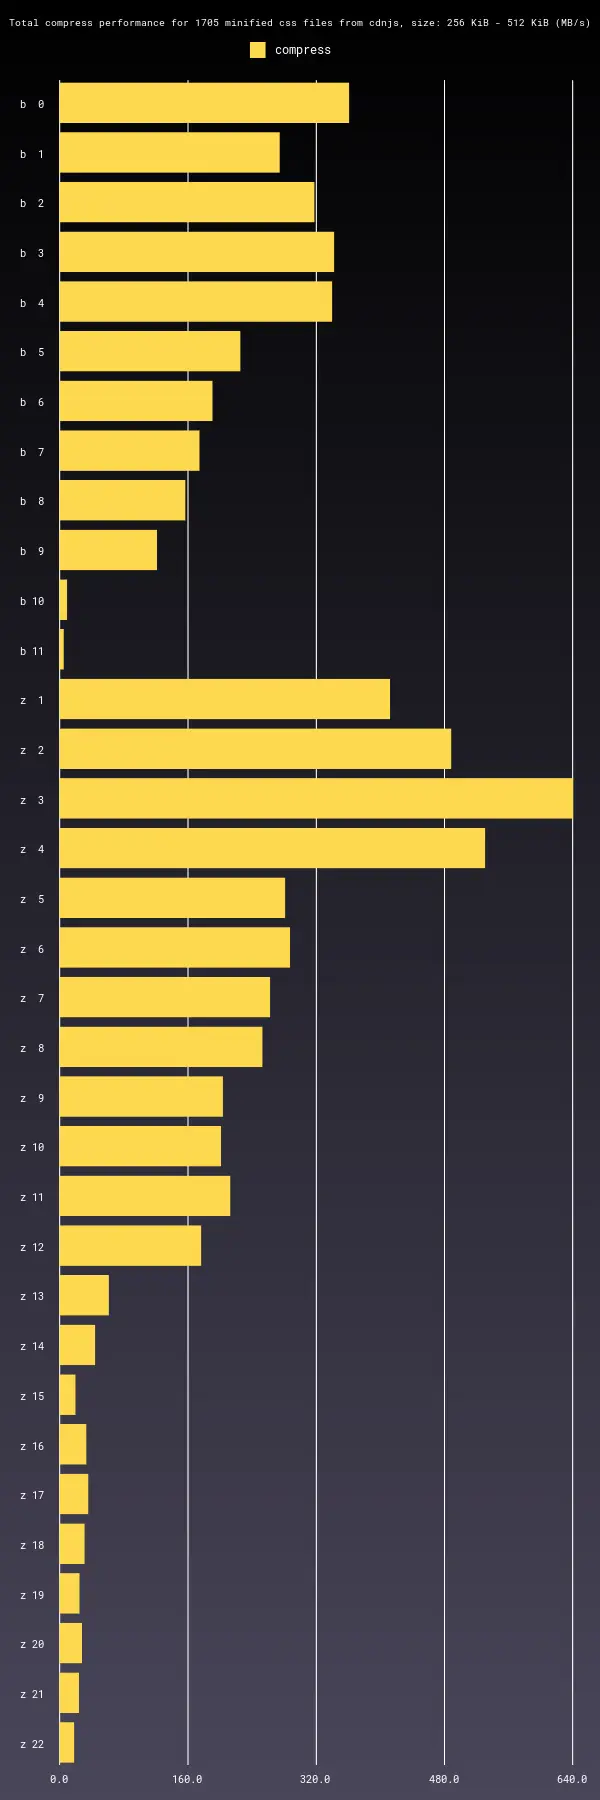 Total compress performance for 1705 minified css files from cdnjs, size: 256 KiB - 512 KiB (MB/s)
compress
b  0
b  1
b  2
b  3
b  4
b  5
b  6
b  7
b  8
b  9
b 10
b 11
z  1
z  2
z  3
z  4
z  5
z  6
z  7
z  8
z  9
z 10
z 11
z 12
z 13
z 14
z 15
z 16
z 17
z 18
z 19
z 20
z 21
z 22
0.0 160.0 320.0 480.0 640.0